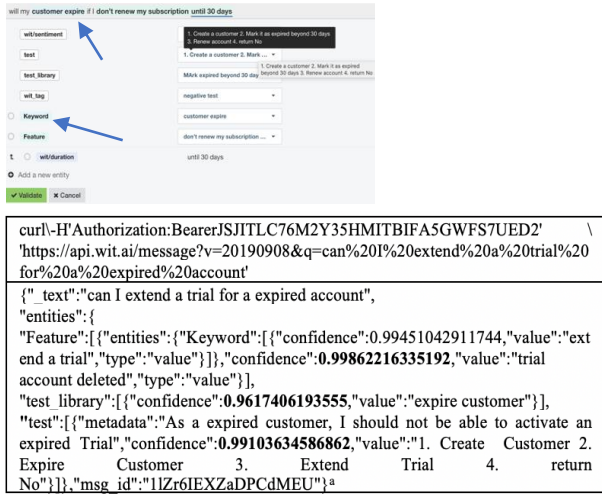 will my customer expire if I don't renew my subscription until 30 days
wit/sentiment
1. Create a customer 2. Mark it as expired beyond 30 days
3. Renew account 4. return No
test
1. Create a customer 2. Mark ...
1. Create a customer 2. Mark it as expired
beyond 30 days 3. Renew account 4. return No
test_library
MArk expired beyond 30 day
wit_tag
negative test
Keyword
customer expire
Feature
don't renew my subscription ...
1. wit/duration
until 30 days
Add a new entity
Validate
Cancel
curl\-H'Authorization:BearerJSJITLC76M2Y35HMITBIFA5GWFS7UED2' \
'https://api.wit.ai/message?v=20190908&q=can%20I%20extend%20a%20trial%20
for%20a%20expired%20account'
{"_text":"can I extend a trial for a expired account",
"entities":{
"Feature":[{"entities":{"Keyword":[{"confidence":0.99451042911744,"value":"ext
end a trial","type":"value"}]},"confidence":0.99862216335192,"value":"trial
account deleted","type":"value"}],
"test_library":[{"confidence":0.9617406193555,"value":"expire customer"}],
"test":[{"metadata":"As a expired customer, I should not be able to activate an
expired Trial","confidence":0.99103634586862,"value":"1. Create Customer 2.
Expire Customer 3. Extend Trial 4. return
No"}]},"msg_id":"1lZr6IEXZaDPCdMEU"}a